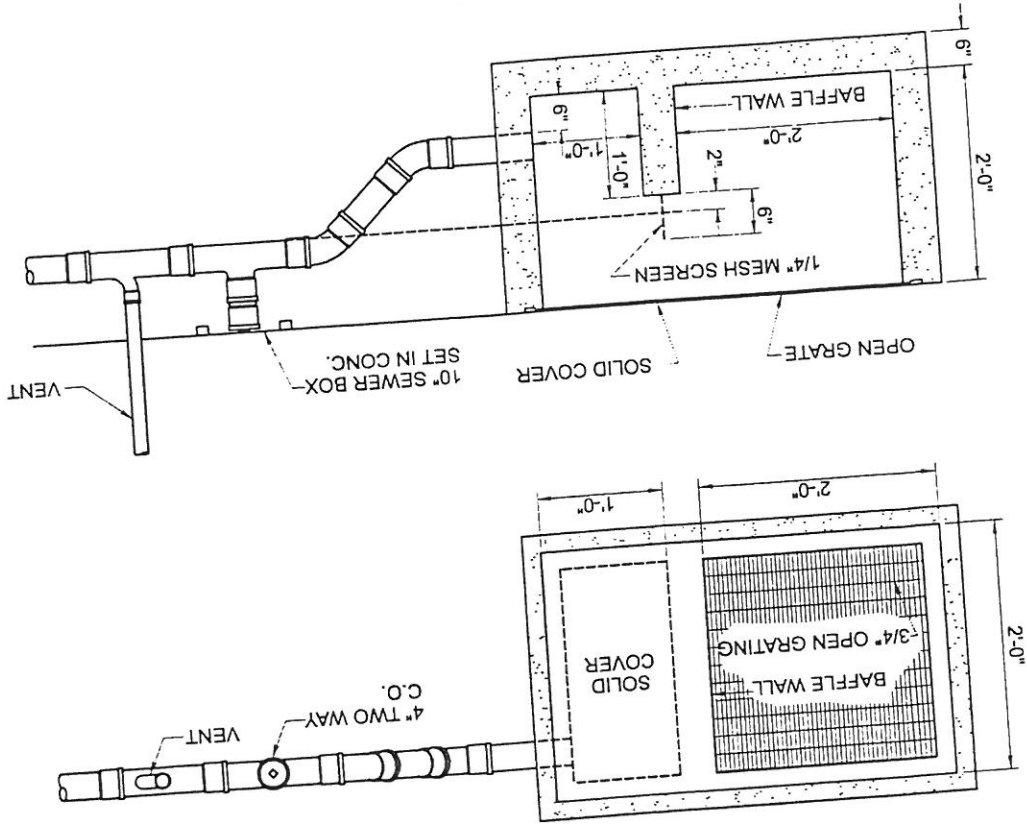 VENT
4" TWO WAY
C.O.
BAFFLE WALL
3/4" OPEN GRATING
SOLID
COVER
2'-0"
2'-0"
1'-0"
VENT
10" SEWER BOX
SET IN CONC.
SOLID COVER
OPEN GRATE
1/4" MESH SCREEN
6"
2"
2'-0"
1'-0"
1'-0"
2'-0"
BAFFLE WALL
6"
6"